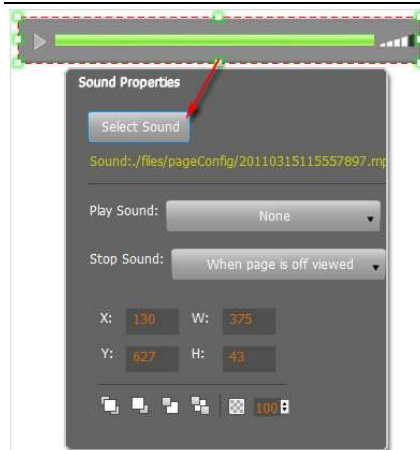 Sound Properties
Select Sound
Sound:./files/pageConfig/20110315115557897.mp
Play Sound: None
Stop Sound: When page is off viewed
X: 130 W: 375
Y: 627 H: 43
100